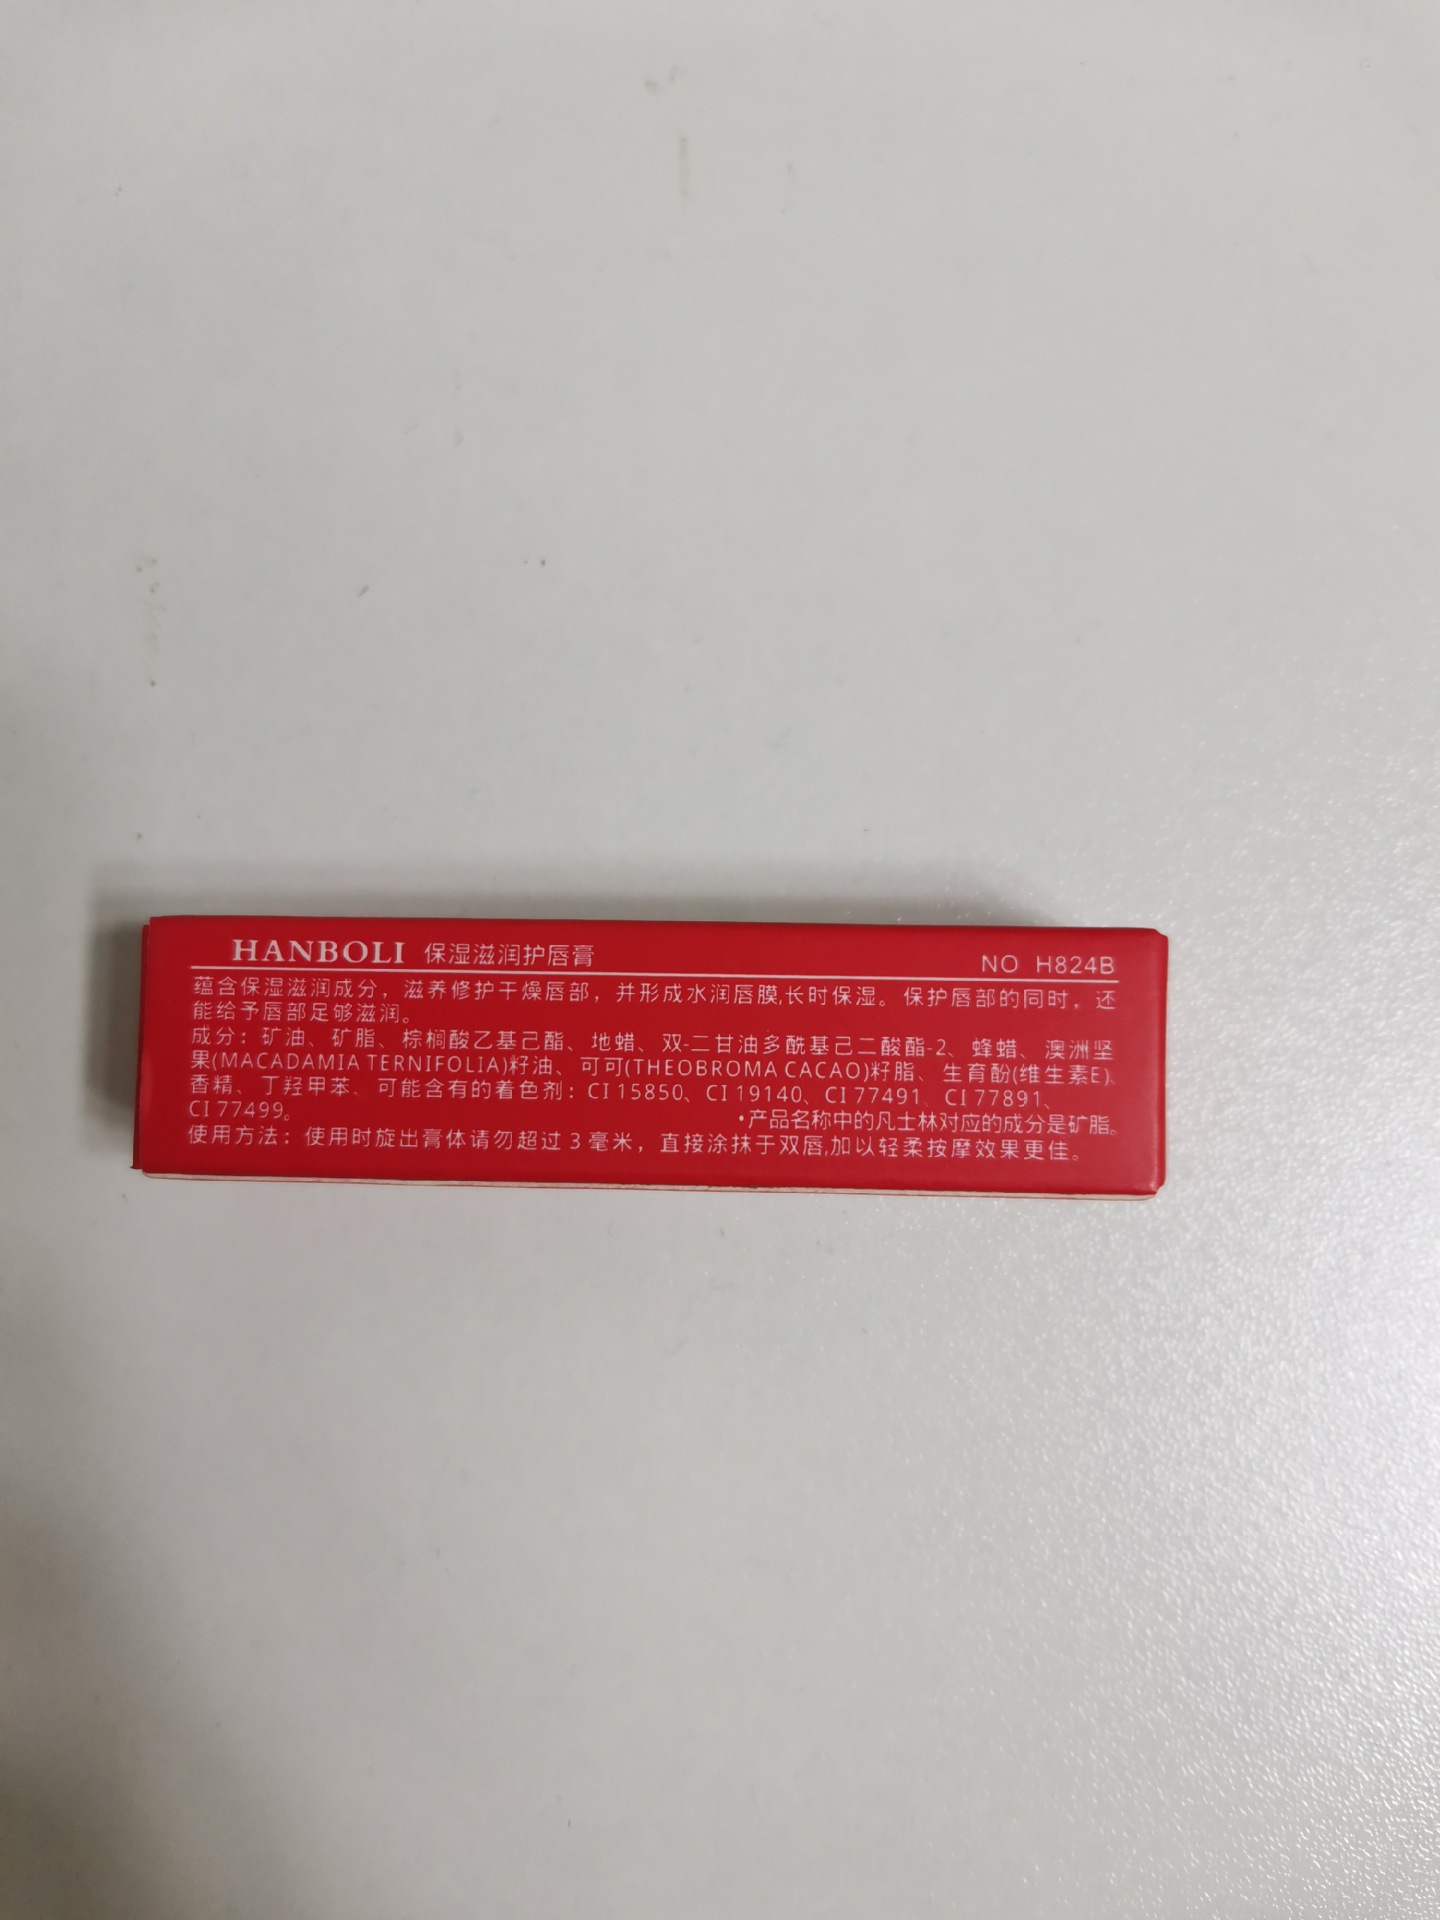 HANBOLI 保湿滋润护唇膏 NO H824B
蕴含保湿滋润成分，滋养修护干燥唇部，并形成水润唇膜,长时保湿。保护唇部的同时，还
能给予唇部足够滋润。
成分：矿油、矿脂、棕榈酸乙基己酯、地蜡、双-二甘油多酰基己二酸酯-2、蜂蜡、澳洲坚
果(MACADAMIA TERNIFOLIA)籽油、可可(THEOBROMA CACAO)籽脂、生育酚(维生素E)、
香精、丁羟甲苯、可能含有的着色剂：CI 15850、CI 19140、CI 77491、CI 77891、
CI 77499。 •产品名称中的凡士林对应的成分是矿脂。
使用方法：使用时旋出膏体请勿超过 3 毫米，直接涂抹于双唇,加以轻柔按摩效果更佳。